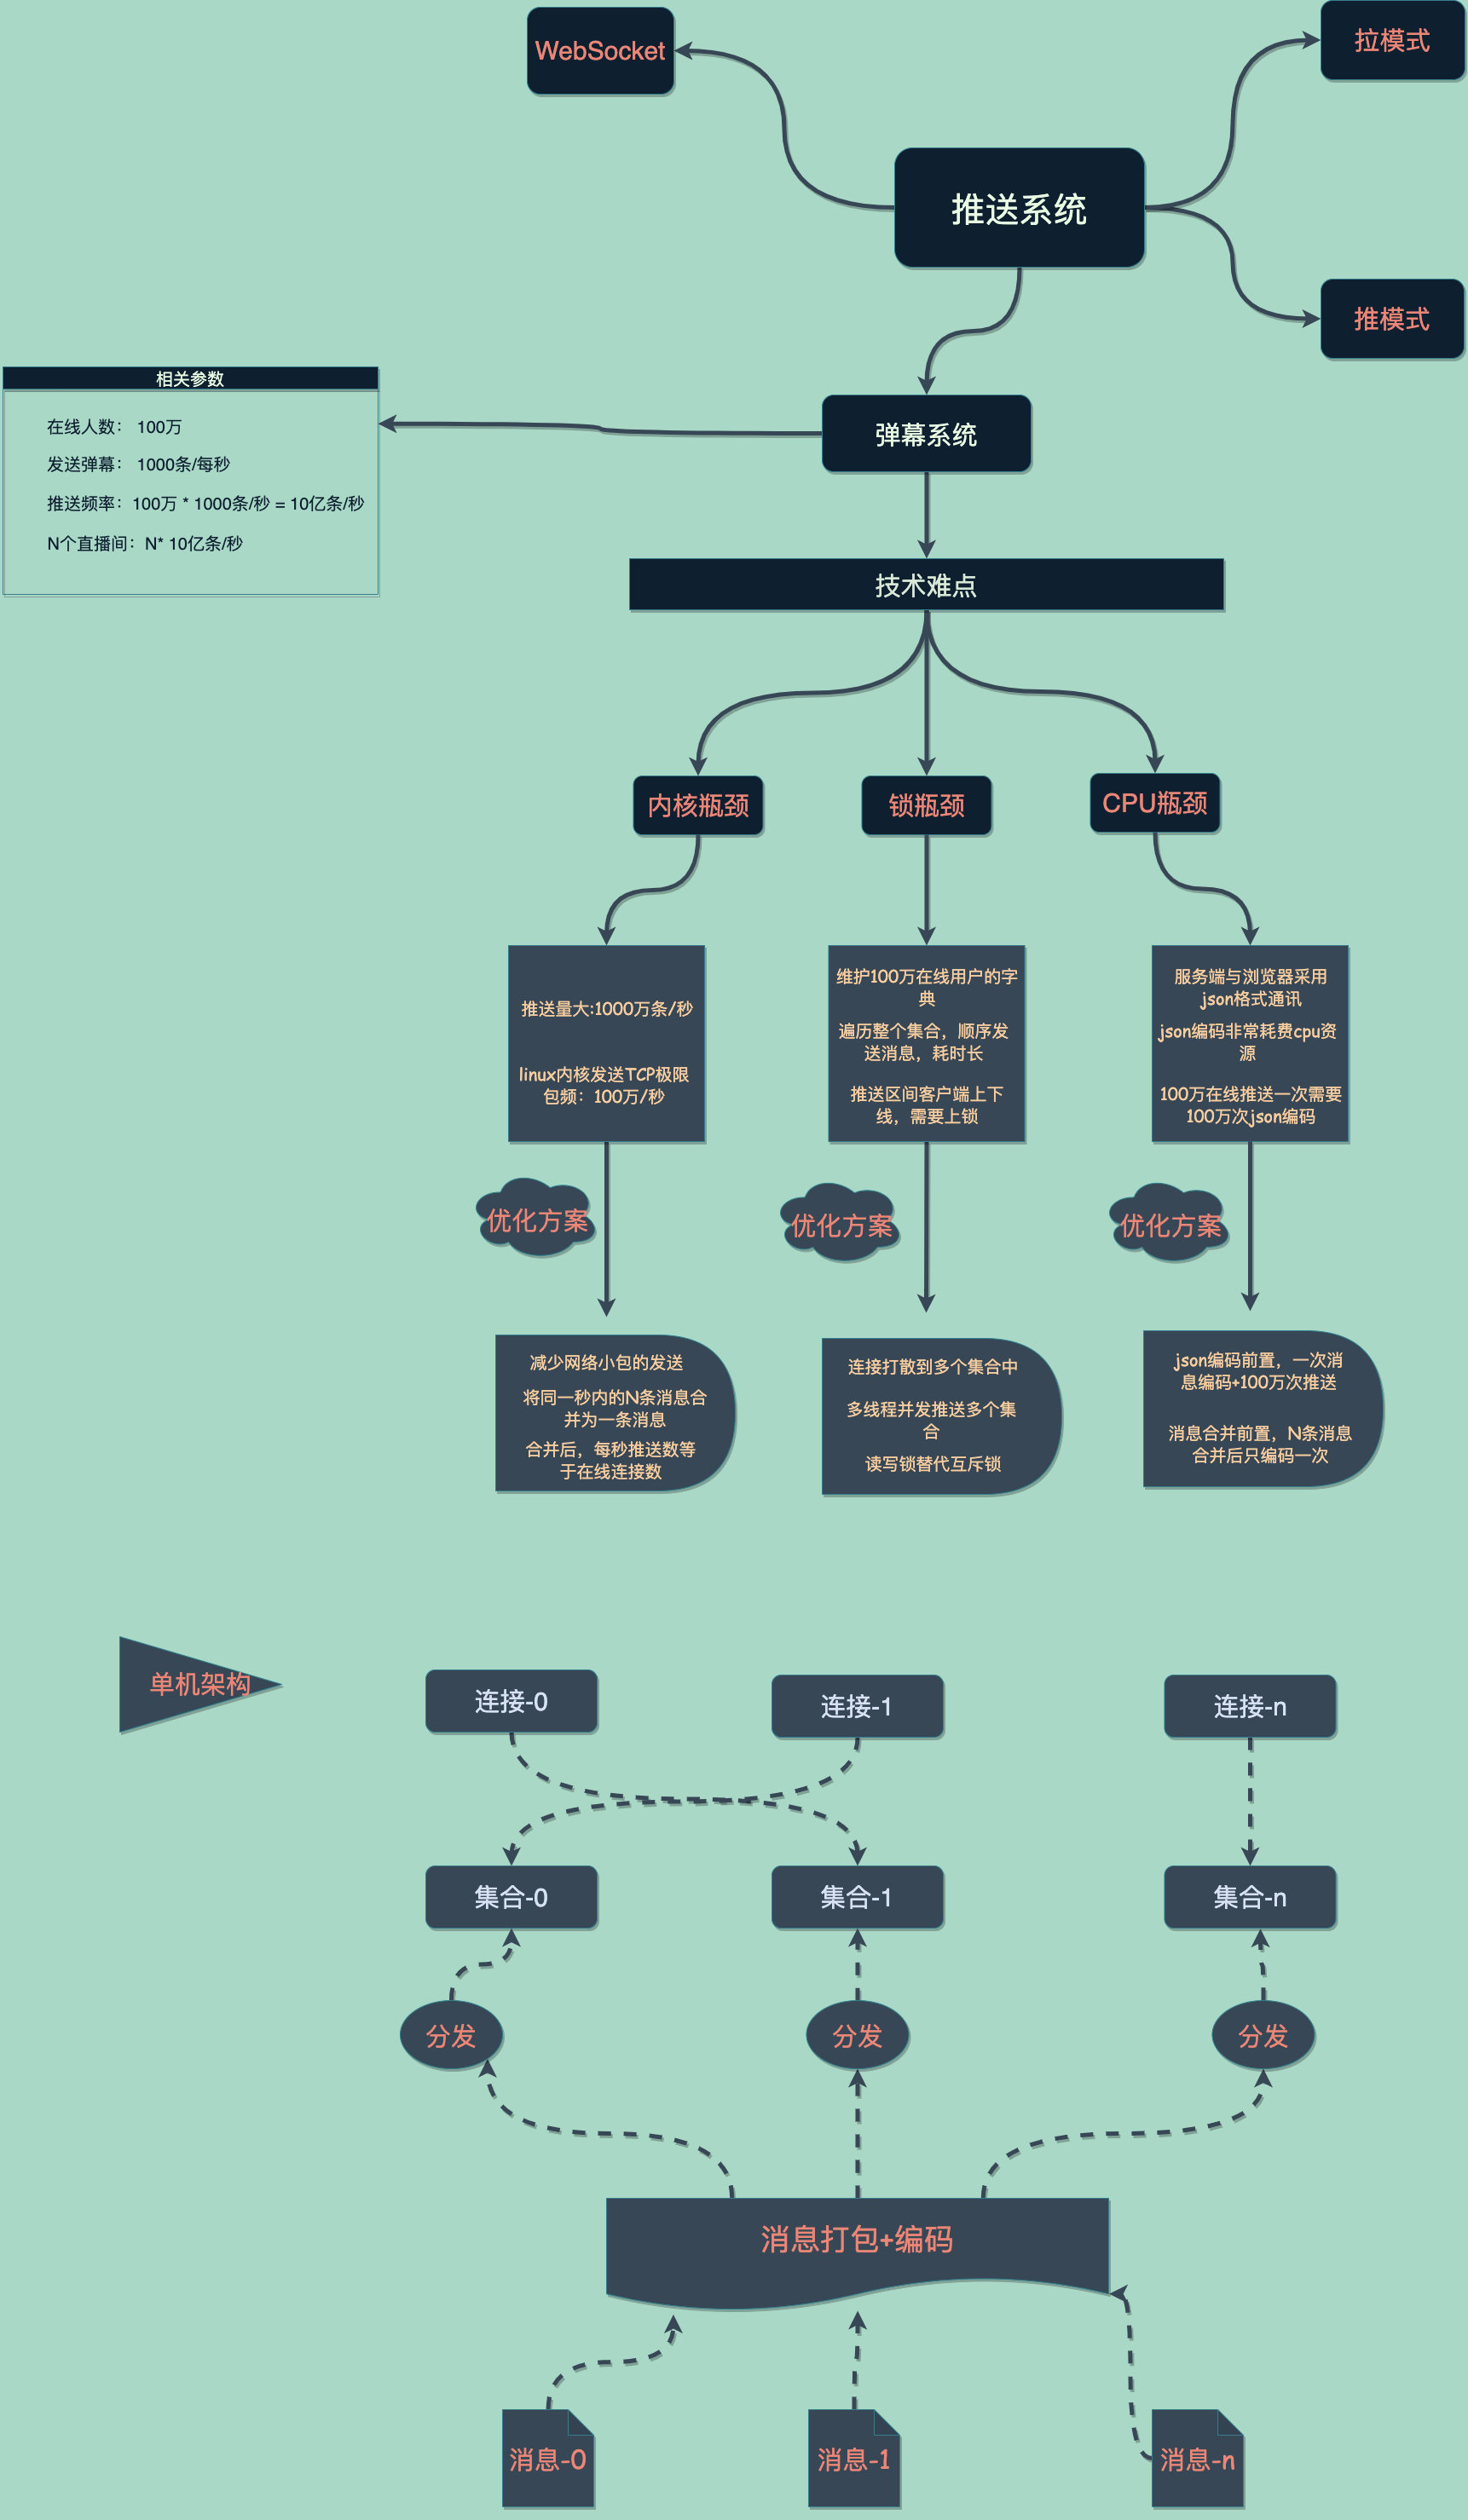 WebSocket
拉模式
推送系统
推模式
相关参数
在线人数： 100万
发送弹幕： 1000条/每秒
推送频率：100万 * 1000条/秒 = 10亿条/秒
N个直播间：N* 10亿条/秒
弹幕系统
技术难点
内核瓶颈
锁瓶颈
CPU瓶颈
推送量大:1000万条/秒
linux内核发送TCP极限
包频：100万/秒
维护100万在线用户的字
典
遍历整个集合，顺序发
送消息，耗时长
推送区间客户端上下
线，需要上锁
服务端与浏览器采用
json格式通讯
json编码非常耗费cpu资
源
100万在线推送一次需要
100万次json编码
优化方案
优化方案
优化方案
减少网络小包的发送
将同一秒内的N条消息合
并为一条消息
合并后，每秒推送数等
于在线连接数
连接打散到多个集合中
多线程并发推送多个集
合
读写锁替代互斥锁
json编码前置，一次消
息编码+100万次推送
消息合并前置，N条消息
合并后只编码一次
单机架构
连接-0
连接-1
连接-n
集合-0
集合-1
集合-n
分发
分发
分发
消息打包+编码
消息-0
消息-1
消息-n